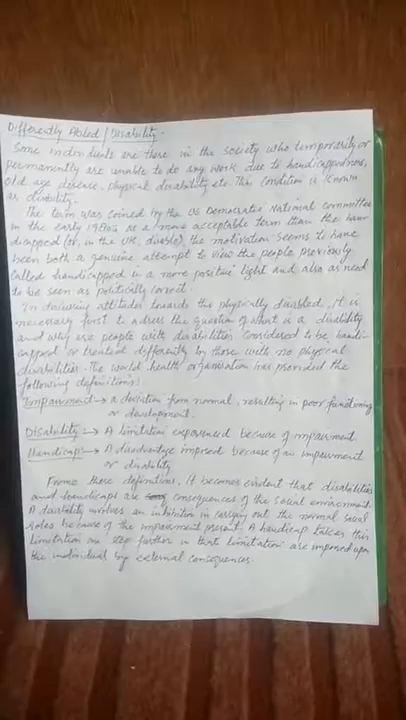 Differently Abled / Disability -
Some individuals are there in the society who temporarily or
permanently are unable to do any work due to handicappedness,
old age disease, physical disability etc. This condition is known
as disability.
The term was coined by the US Democratic National Committee
in the early 1980s as a more acceptable term than the han-
dicapped (or, in the UK, disable), the motivation seems to have
been both a genuine attempt to view the people previously
called handicapped in a more positive light and also as need
to be seen as politically correct.
In discussing attitudes towards the physically disabled, it is
necessary first to adress the question of what is a disability
and why are people with disabilities considered to be handi-
capped or treated differently by those with no physical
disabilities. The world health organisation has provided the
following definitions:
Impairment → a deviation from normal, resulting in poor functioning
or development.
Disability → A limitation experienced because of impairment.
Handicap → A disadvantage imposed because of an impairment
or disability
From these definitions, It becomes evident that disabilities
and handicaps are consequences of the social environment.
A disability involves an inhibition in carrying out the normal social
roles because of the impairment present. A handicap takes this
limitation one step further in that limitation are imposed upon
the individual by external consequences.